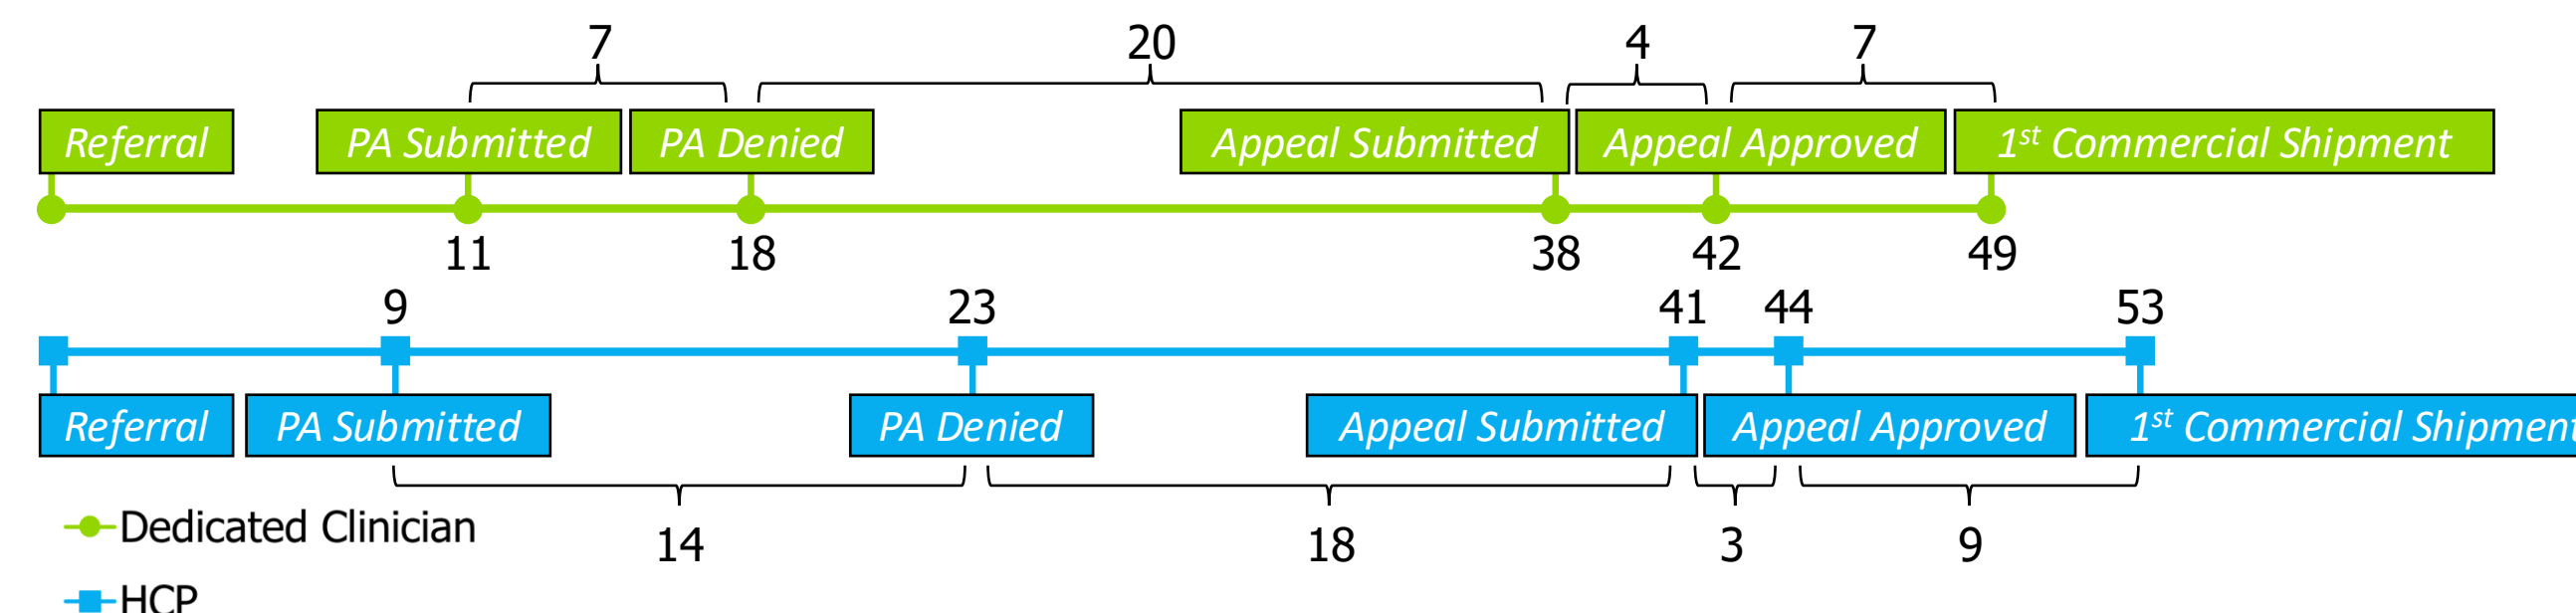 7 20 4 7
Referral PA Submitted PA Denied Appeal Submitted Appeal Approved 1st Commercial Shipment
11 18 38 42 49
9 23 41 44 53
Referral PA Submitted PA Denied Appeal Submitted Appeal Approved 1st Commercial Shipment
14 18 3 9
Dedicated Clinician
HCP